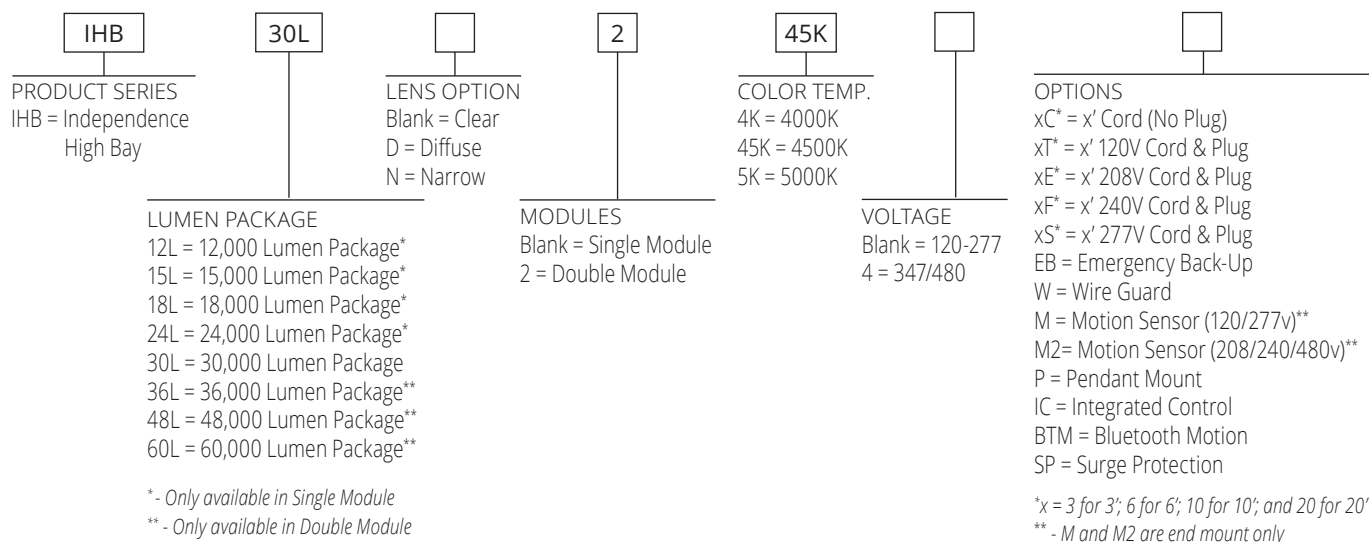 IHB 30L 2 45K
PRODUCT SERIES
IHB = Independence
High Bay
LUMEN PACKAGE
12L = 12,000 Lumen Package*
15L = 15,000 Lumen Package*
18L = 18,000 Lumen Package*
24L = 24,000 Lumen Package*
30L = 30,000 Lumen Package
36L = 36,000 Lumen Package**
48L = 48,000 Lumen Package**
60L = 60,000 Lumen Package**
* - Only available in Single Module
** - Only available in Double Module
LENS OPTION
Blank = Clear
D = Diffuse
N = Narrow
MODULES
Blank = Single Module
2 = Double Module
COLOR TEMP.
4K = 4000K
45K = 4500K
5K = 5000K
VOLTAGE
Blank = 120-277
4 = 347/480
OPTIONS
xC* = x' Cord (No Plug)
xT* = x' 120V Cord & Plug
xE* = x' 208V Cord & Plug
xF* = x' 240V Cord & Plug
xS* = x' 277V Cord & Plug
EB = Emergency Back-Up
W = Wire Guard
M = Motion Sensor (120/277v)**
M2= Motion Sensor (208/240/480v)**
P = Pendant Mount
IC = Integrated Control
BTM = Bluetooth Motion
SP = Surge Protection
*x = 3 for 3'; 6 for 6'; 10 for 10'; and 20 for 20'
** - M and M2 are end mount only